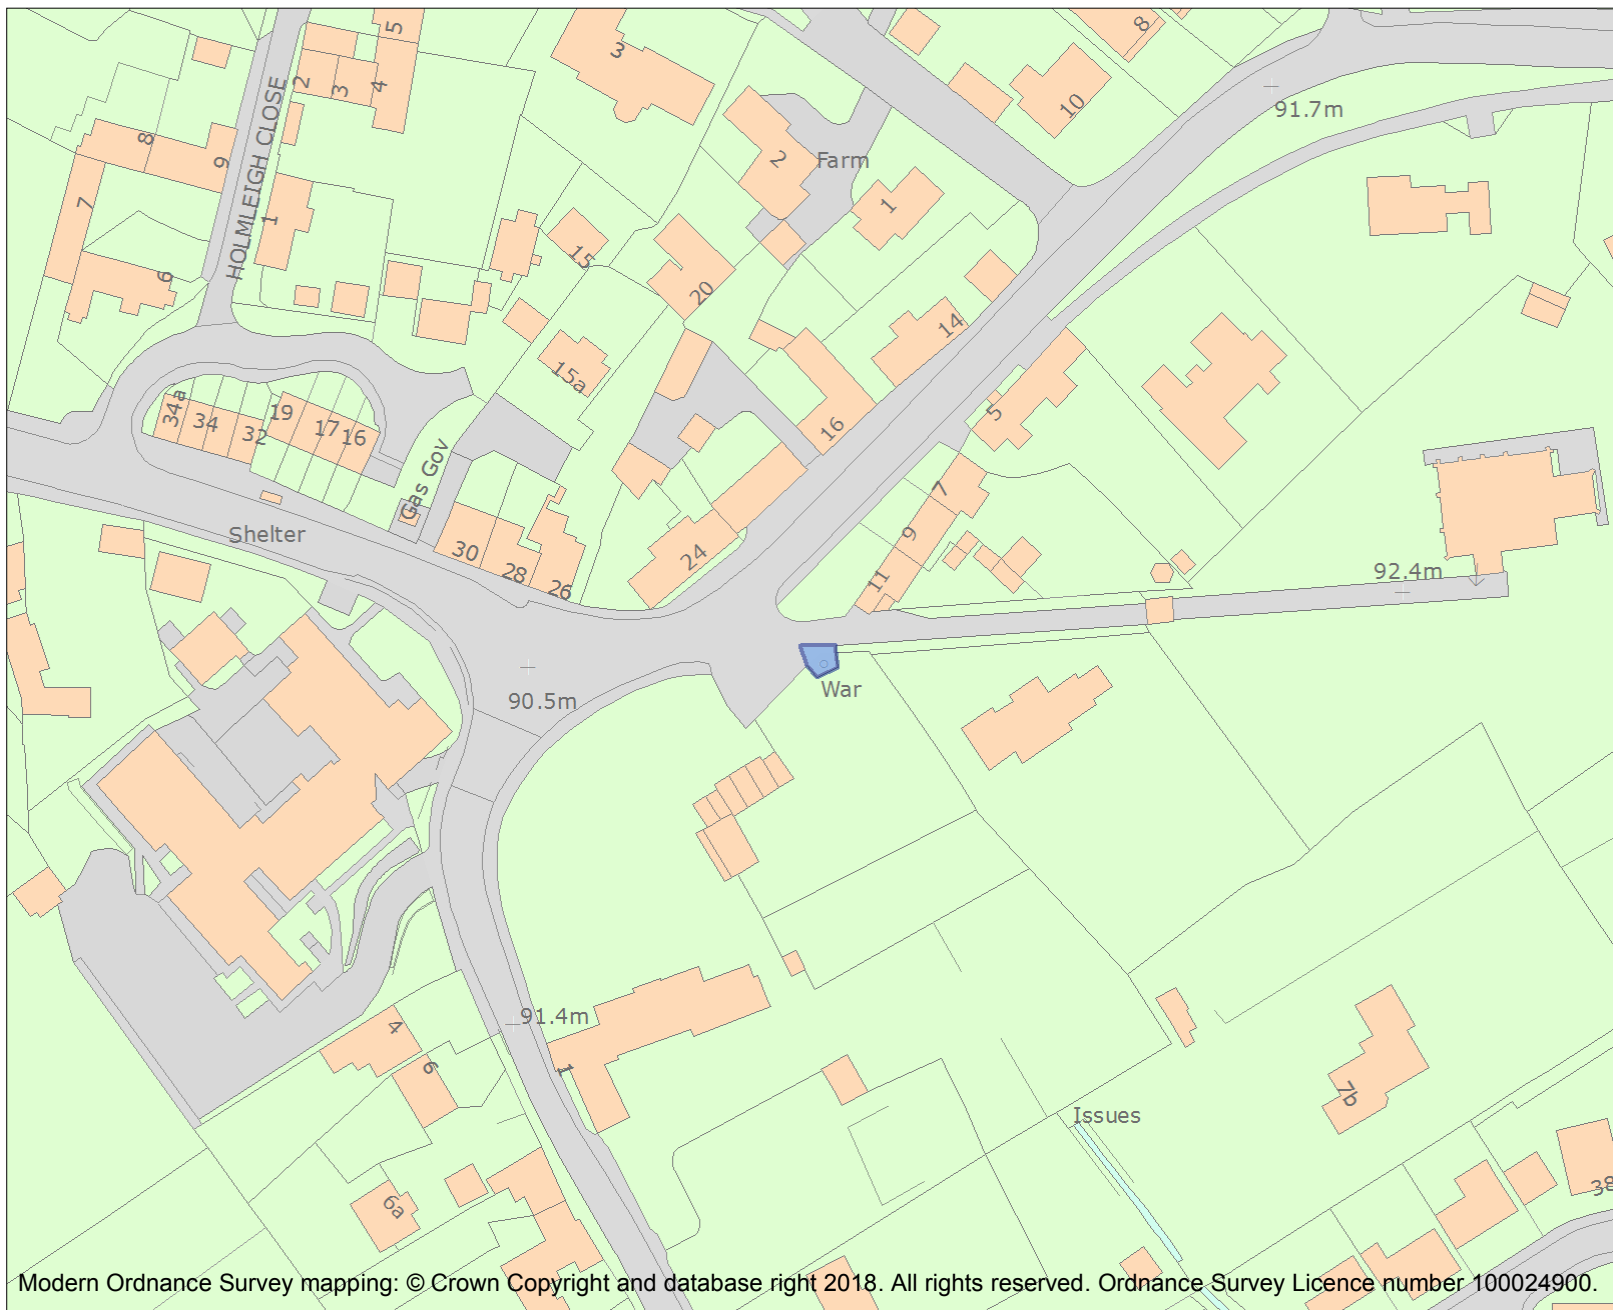 5
3
8
2
3
4
10
91.7m
8
9
2
Farm
HOLMLEIGH CLOSE
7
1
1
15
6
20
14
15a
34a
34
32
19
17
16
5
16
Gas Gov
7
9
Shelter
30
28
26
24
11
92.4m
90.5m
War
91.4m
4
6
1
7b
Issues
6a
38
Modern Ordnance Survey mapping: © Crown Copyright and database right 2018. All rights reserved. Ordnance Survey Licence number 100024900.